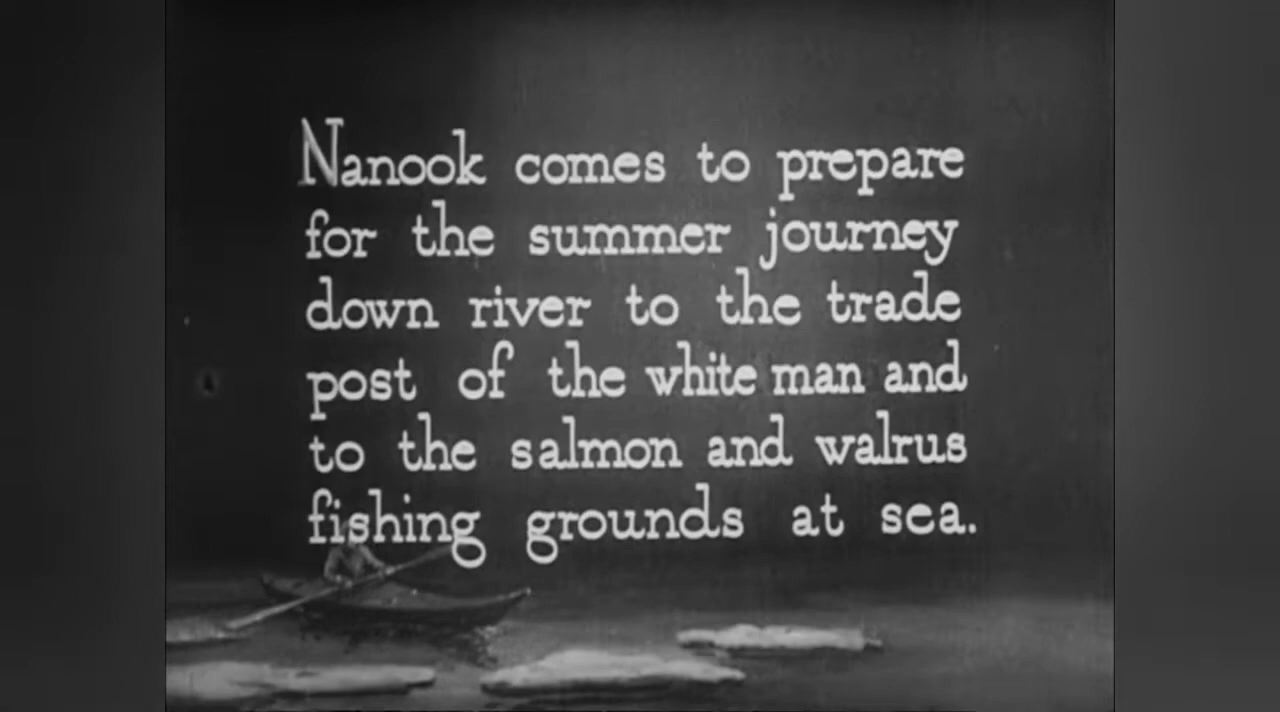 Nanook comes to prepare
for the summer journey
down river to the trade
post of the white man and
to the salmon and walrus
fishing grounds at sea.